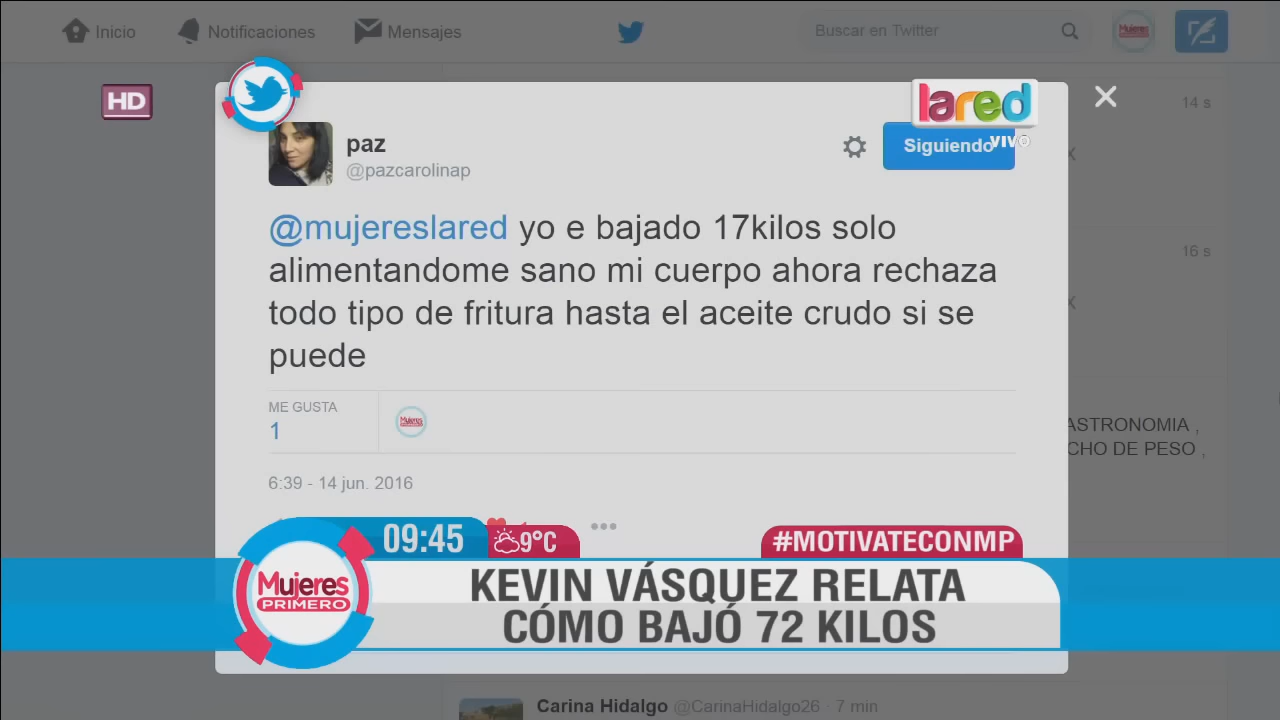 Inicio
Notificaciones
Mensajes
Buscar en Twitter
Mujeres
HD
lared
VIVO
14 s
paz
@pazcarolinap
Siguiendo
X
@mujereslared yo e bajado 17kilos solo
alimentandome sano mi cuerpo ahora rechaza
todo tipo de fritura hasta el aceite crudo si se
puede
16 s
X
ME GUSTA
1
Mujeres
ASTRONOMIA ,
CHO DE PESO ,
6:39 - 14 jun. 2016
09:45
9°C
#MOTIVATECONMP
Mujeres
PRIMERO
KEVIN VÁSQUEZ RELATA
CÓMO BAJÓ 72 KILOS
Carina Hidalgo @CarinaHidalgo26 · 7 min